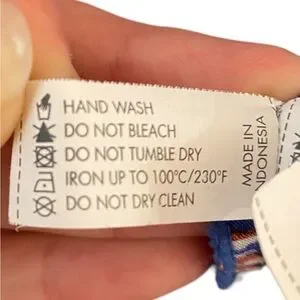 HAND WASH
DO NOT BLEACH
DO NOT TUMBLE DRY
IRON UP TO 100°C/230°F
DO NOT DRY CLEAN
MADE IN
INDONESIA